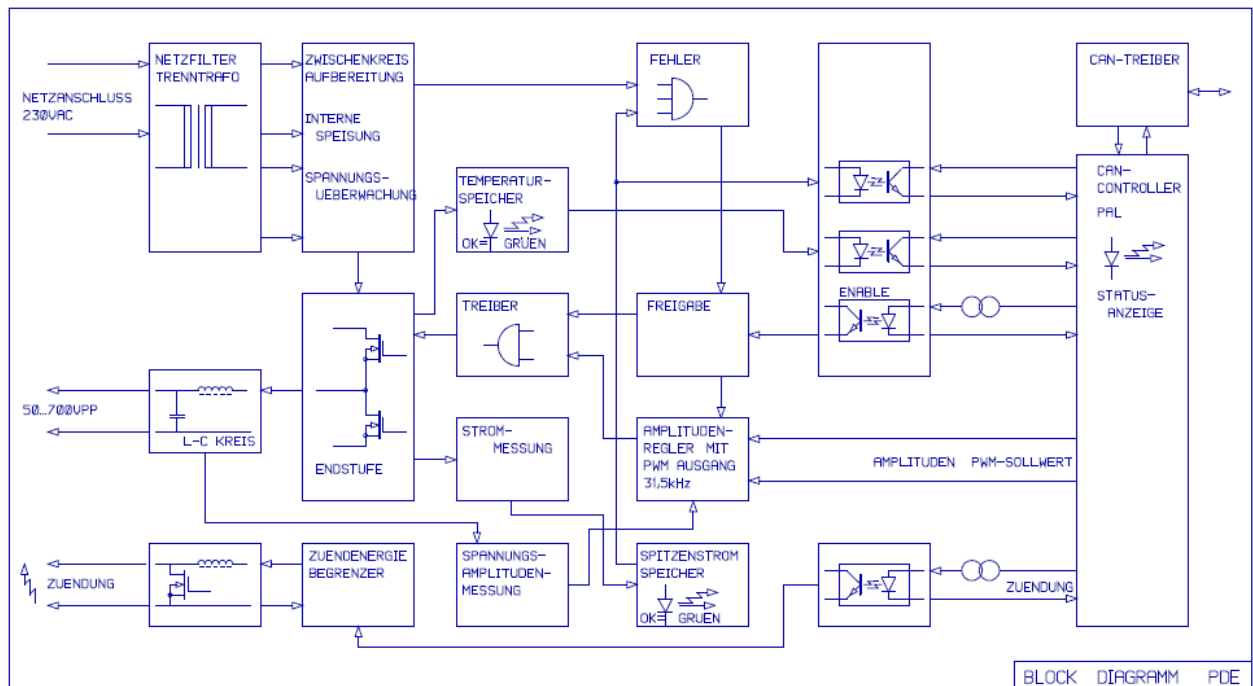 NETZANSCHLUSS
230VAC
NETZFILTER
TRENNTRAFO
ZWISCHENKREIS
AUFBEREITUNG
INTERNE
SPEISUNG
SPANNUNGS-
UEBERWACHUNG
FEHLER
CAN-TREIBER
TEMPERATUR-
SPEICHER
OK= GRUEN
CAN-
CONTROLLER
PAL
STATUS-
ANZEIGE
ENABLE
TREIBER
FREIGABE
50...700VPP
L-C KREIS
ENDSTUFE
STROM-
MESSUNG
AMPLITUDEN-
REGLER MIT
PWM AUSGANG
31,5kHz
AMPLITUDEN PWM-SOLLWERT
ZUENDUNG
ZUENDENERGIE
BEGRENZER
SPANNUNGS-
AMPLITUDEN-
MESSUNG
SPITZENSTROM
SPEICHER
OK= GRUEN
ZUENDUNG
BLOCK DIAGRAMM PDE